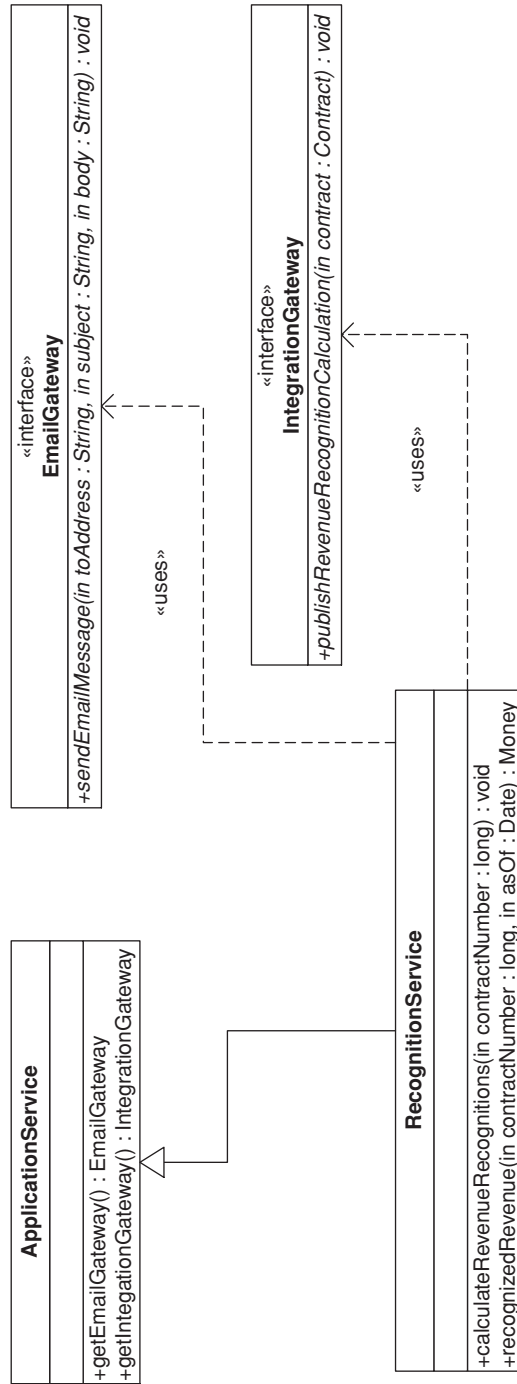 ApplicationService
+getEmailGateway() : EmailGateway
+getIntegationGateway() : IntegrationGateway
«interface»
EmailGateway
+sendEmailMessage(in toAddress : String, in subject : String, in body : String) : void
«uses»
«interface»
IntegrationGateway
+publishRevenueRecognitionCalculation(in contract : Contract) : void
«uses»
RecognitionService
+calculateRevenueRecognitions(in contractNumber : long) : void
+recognizedRevenue(in contractNumber : long, in asOf : Date) : Money